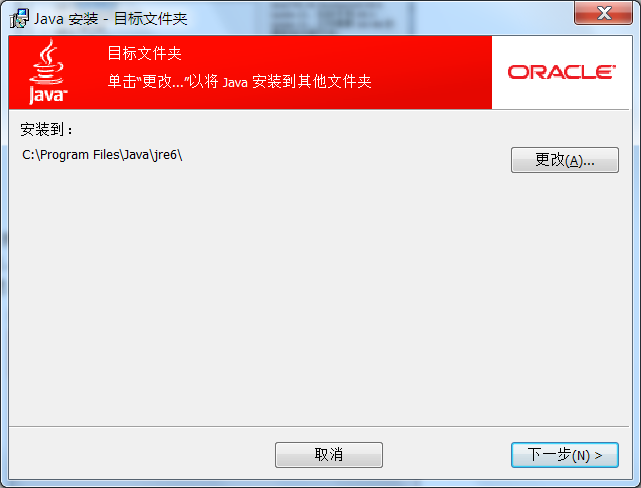 Java 安装 - 目标文件夹
Java
目标文件夹
单击“更改...”以将 Java 安装到其他文件夹
ORACLE
安装到：
C:\Program Files\Java\jre6\
更改(A)...
取消
下一步(N) >